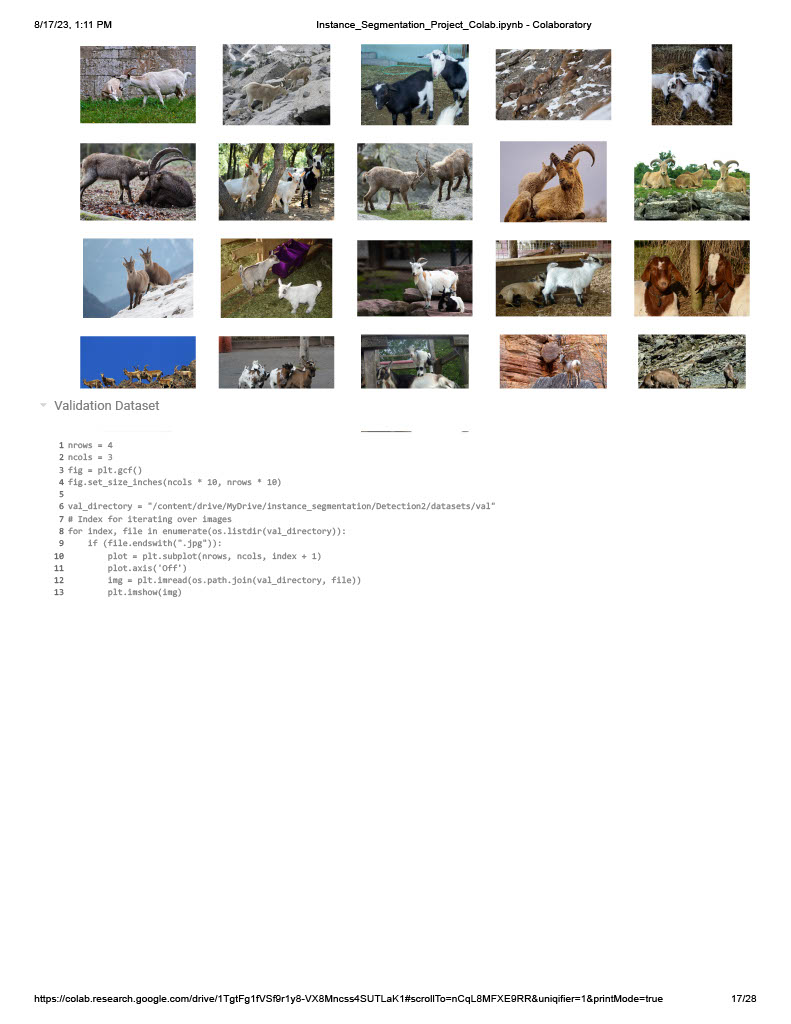 8/17/23, 1:11 PM Instance_Segmentation_Project_Colab.ipynb - Colaboratory
Validation Dataset
1 nrows = 4
2 ncols = 3
3 fig = plt.gcf()
4 fig.set_size_inches(ncols * 10, nrows * 10)
5
6 val_directory = "/content/drive/MyDrive/instance_segmentation/Detection2/datasets/val"
7 # Index for iterating over images
8 for index, file in enumerate(os.listdir(val_directory)):
9     if (file.endswith(".jpg")):
10         plot = plt.subplot(nrows, ncols, index + 1)
11         plot.axis('Off')
12         img = plt.imread(os.path.join(val_directory, file))
13         plt.imshow(img)
https://colab.research.google.com/drive/1TgtFg1fVSf9r1y8-VX8Mncss4SUTLaK1#scrollTo=nCqL8MFXE9RR&uniqifier=1&printMode=true 17/28